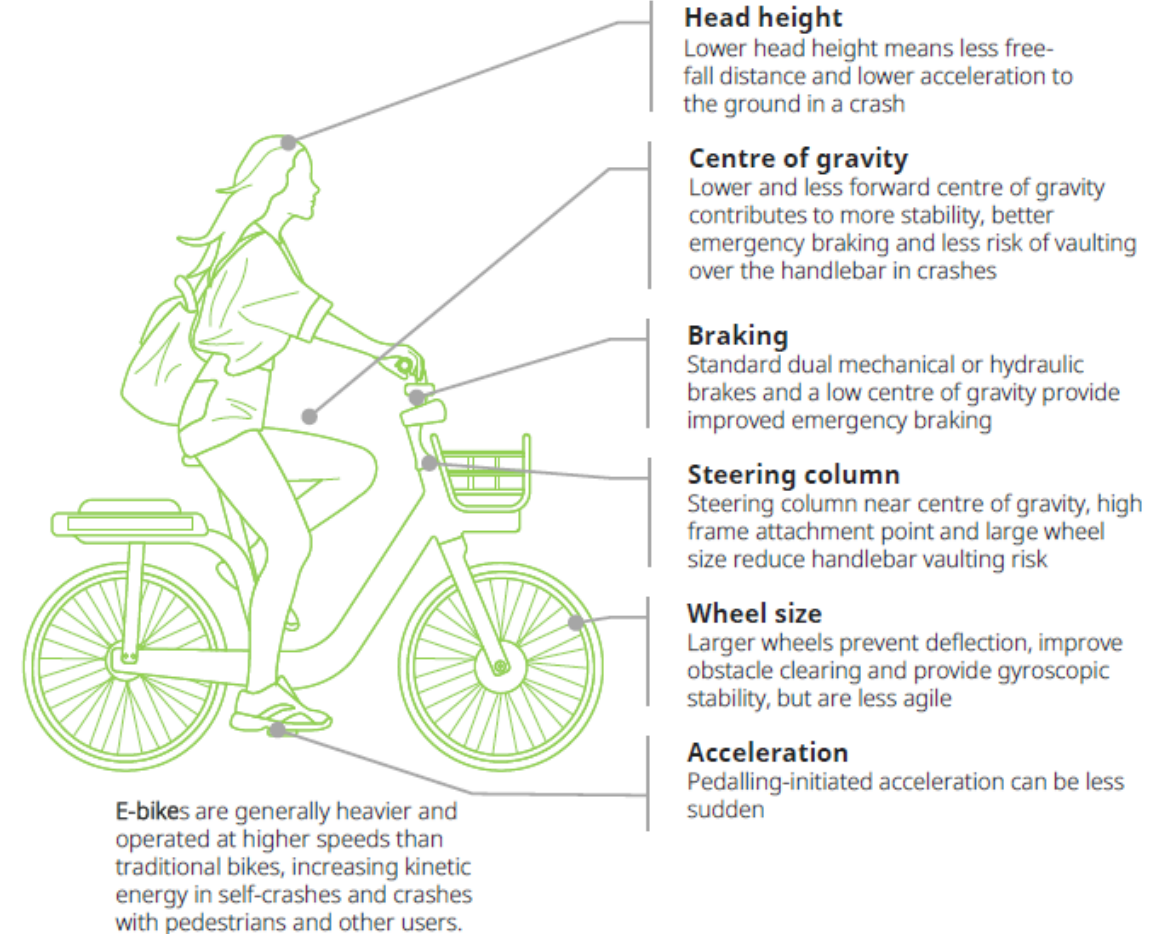 Head height
Lower head height means less free-
fall distance and lower acceleration to
the ground in a crash
Centre of gravity
Lower and less forward centre of gravity
contributes to more stability, better
emergency braking and less risk of vaulting
over the handlebar in crashes
Braking
Standard dual mechanical or hydraulic
brakes and a low centre of gravity provide
improved emergency braking
Steering column
Steering column near centre of gravity, high
frame attachment point and large wheel
size reduce handlebar vaulting risk
Wheel size
Larger wheels prevent deflection, improve
obstacle clearing and provide gyroscopic
stability, but are less agile
Acceleration
Pedalling-initiated acceleration can be less
sudden
E-bikes are generally heavier and
operated at higher speeds than
traditional bikes, increasing kinetic
energy in self-crashes and crashes
with pedestrians and other users.